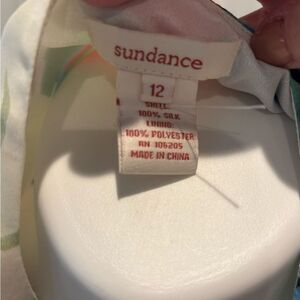 sundance
12
SHELL:
100% SILK
LINING:
100% POLYESTER
RN 106205
MADE IN CHINA